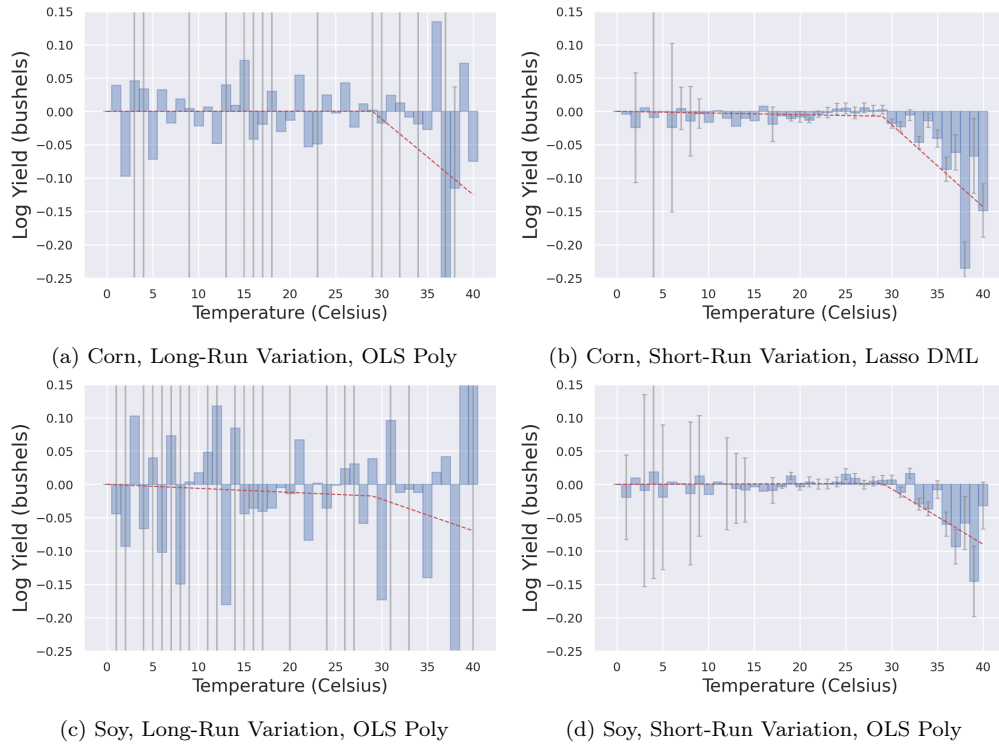 0.15
0.10
0.05
0.00
−0.05
−0.10
−0.15
−0.20
−0.25
Log Yield (bushels)
0 5 10 15 20 25 30 35 40
Temperature (Celsius)
(a) Corn, Long-Run Variation, OLS Poly
0.15
0.10
0.05
0.00
−0.05
−0.10
−0.15
−0.20
−0.25
Log Yield (bushels)
0 5 10 15 20 25 30 35 40
Temperature (Celsius)
(b) Corn, Short-Run Variation, Lasso DML
0.15
0.10
0.05
0.00
−0.05
−0.10
−0.15
−0.20
−0.25
Log Yield (bushels)
0 5 10 15 20 25 30 35 40
Temperature (Celsius)
(c) Soy, Long-Run Variation, OLS Poly
0.15
0.10
0.05
0.00
−0.05
−0.10
−0.15
−0.20
−0.25
Log Yield (bushels)
0 5 10 15 20 25 30 35 40
Temperature (Celsius)
(d) Soy, Short-Run Variation, OLS Poly